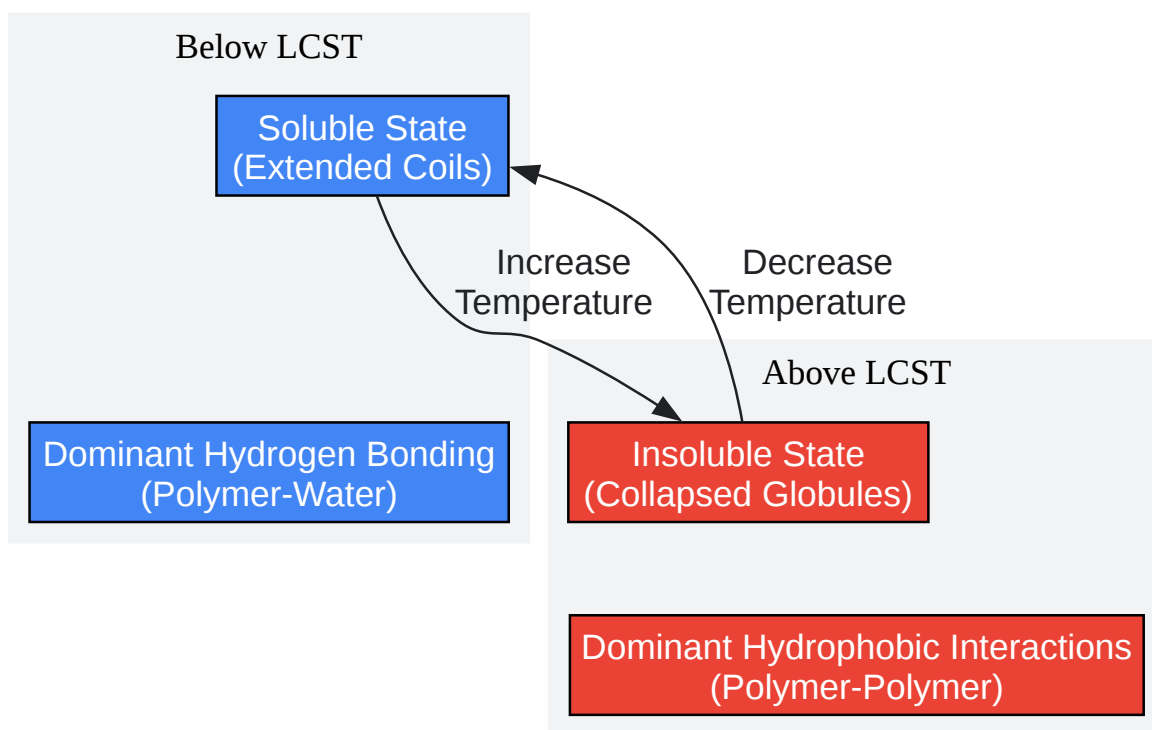 Below LCST
Soluble State
(Extended Coils)
Increase
Temperature
Decrease
Temperature
Above LCST
Dominant Hydrogen Bonding
(Polymer-Water)
Insoluble State
(Collapsed Globules)
Dominant Hydrophobic Interactions
(Polymer-Polymer)